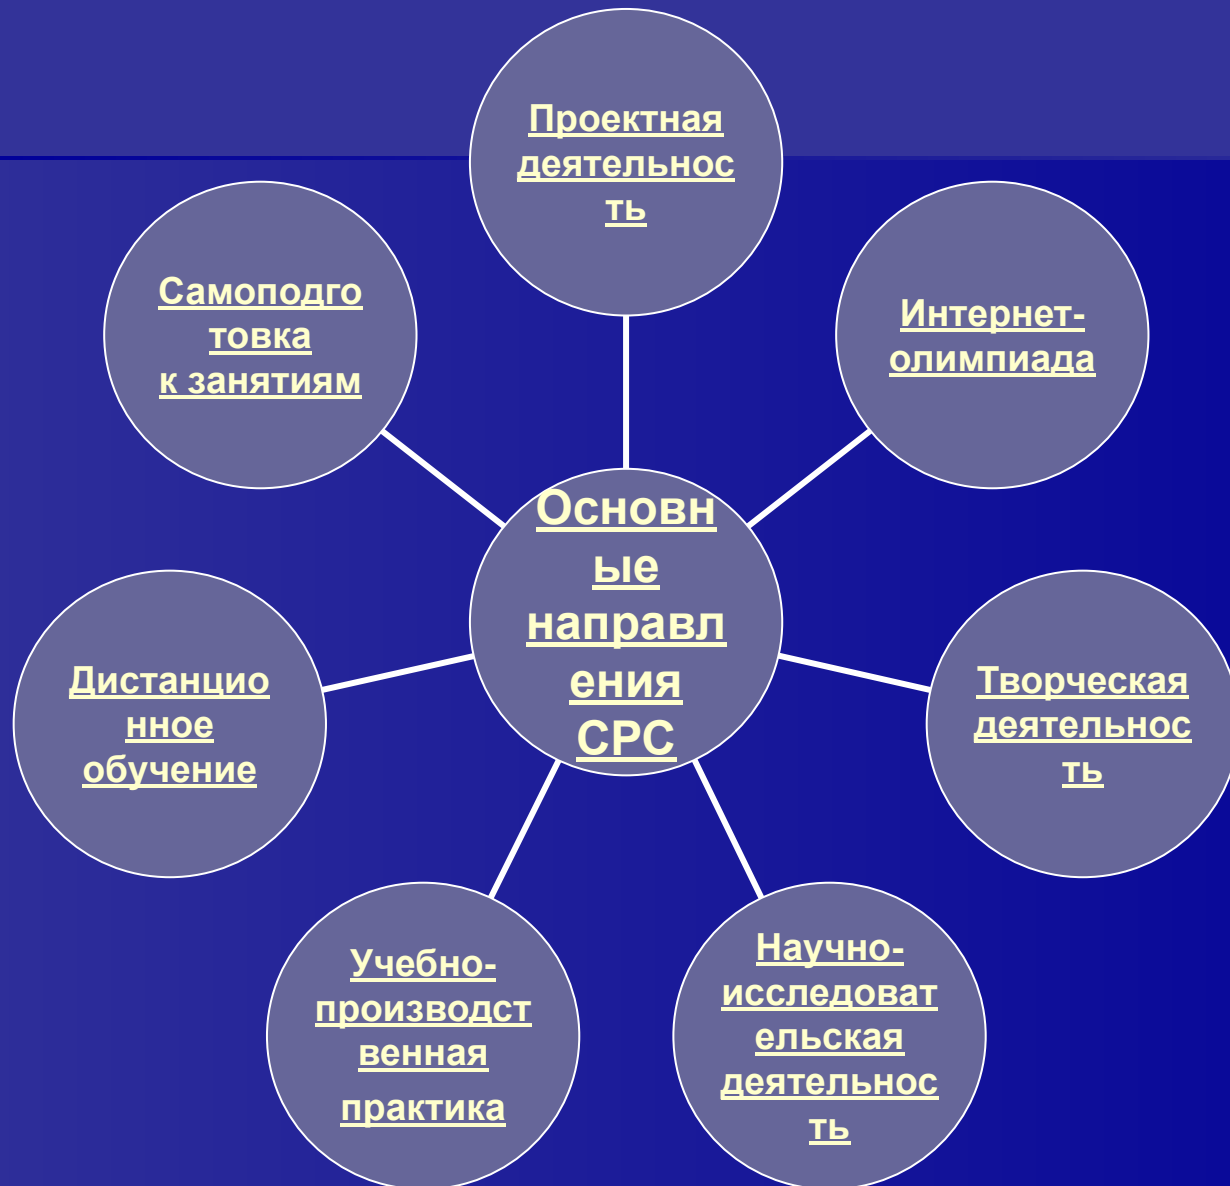 Проектная
деятельнос
ть
Самоподго
товка
к занятиям
Интернет-
олимпиада
Основн
ые
направл
ения
СРС
Дистанцио
нное
обучение
Творческая
деятельнос
ть
Учебно-
производст
венная
практика
Научно-
исследоват
ельская
деятельнос
ть